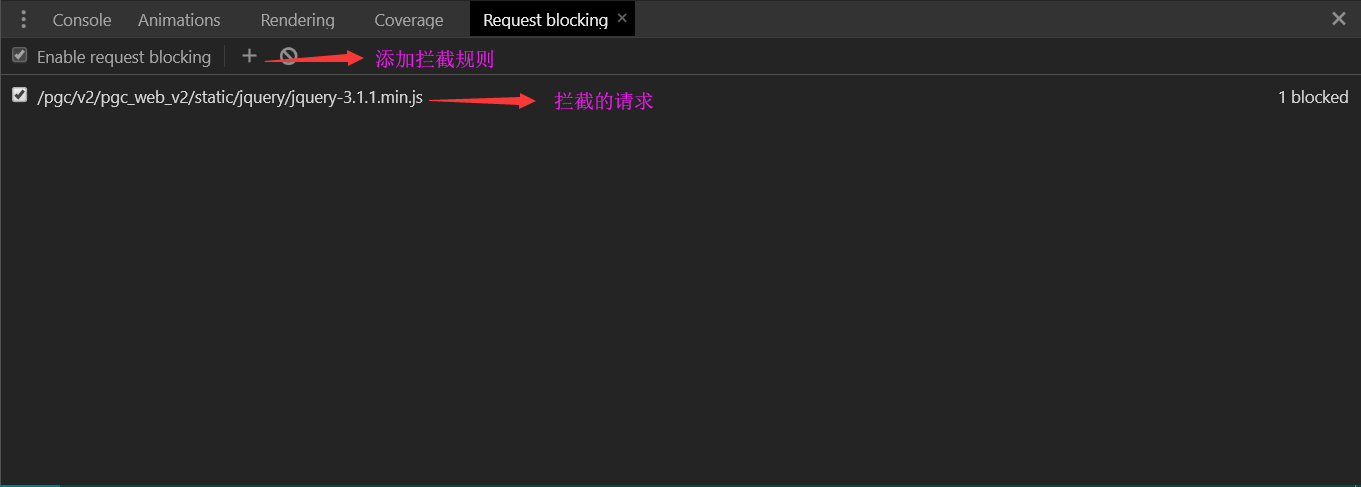 Console Animations Rendering Coverage Request blocking
Enable request blocking 添加拦截规则
/pgc/v2/pgc_web_v2/static/jquery/jquery-3.1.1.min.js 拦截的请求 1 blocked